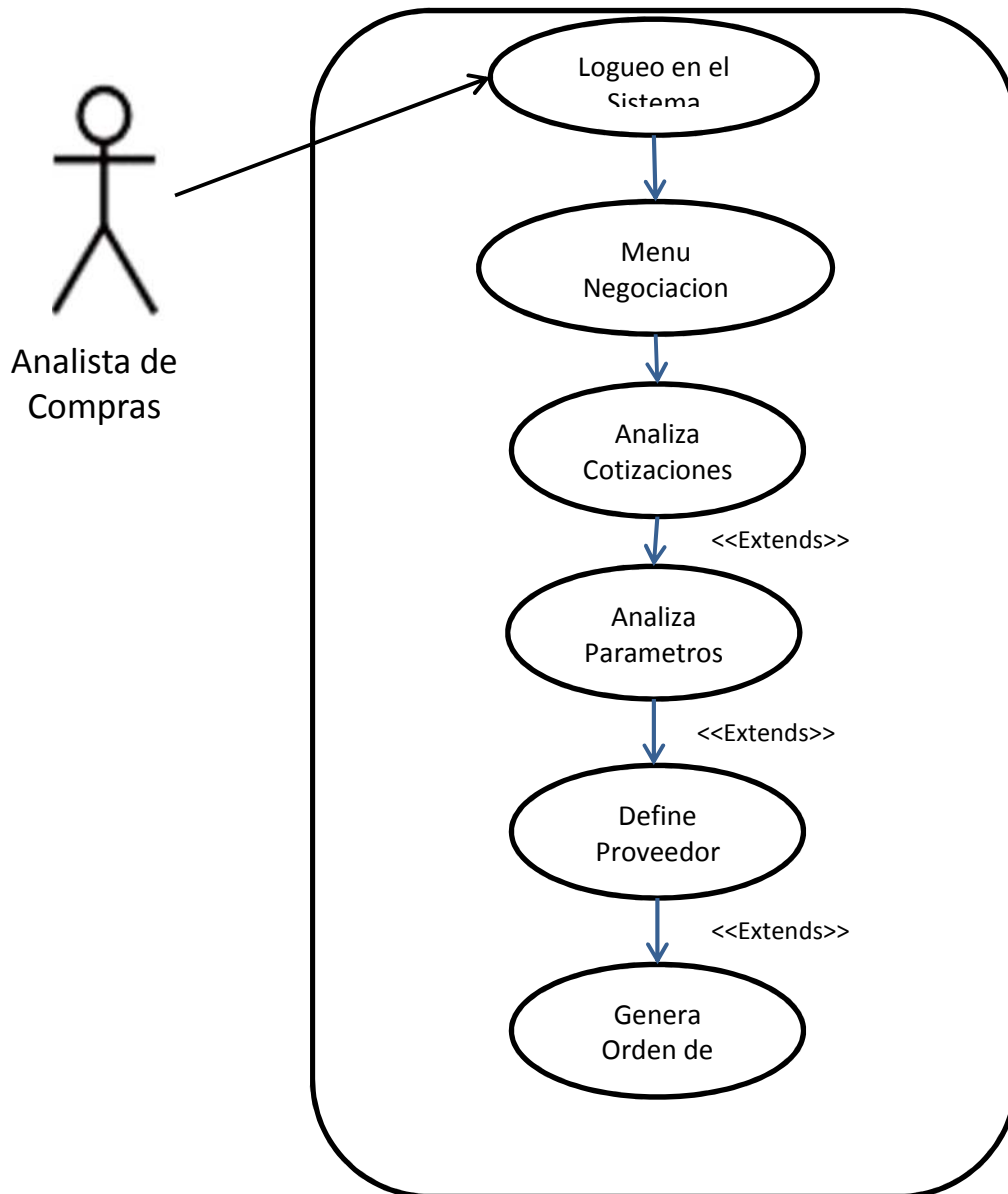 Logueo en el
Sistema
Menu
Negociacion
Analista de
Compras
Analiza
Cotizaciones
<<Extends>>
Analiza
Parametros
<<Extends>>
Define
Proveedor
<<Extends>>
Genera
Orden de